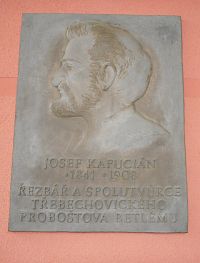 JOSEF KAPUCIÁN
*1841 *1908
ŘEZBÁŘ A SPOLUTVŮRCE
TŘEBECHOVICKÉHO
PROBOŠTOVA BETLÉMU